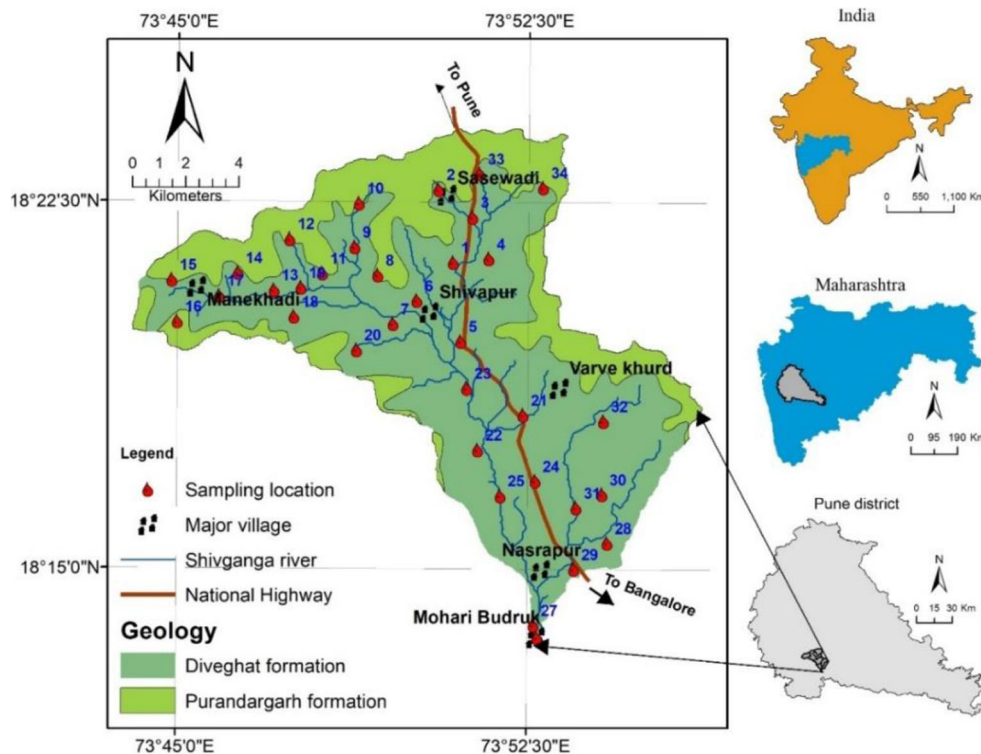 73°45'0"E
73°52'30"E
N
0 1 2 4
Kilometers
To Pune
18°22'30"N
33
2
Sasewadi
34
10
3
12
9
1
4
15
14
11
8
17
13
19
6
Manekhadi
Shivapur
16
18
7
5
20
23
Varve khurd
21
32
22
24
25
30
31
28
Nasrapur
29
18°15'0"N
To Bangalore
27
Mohari Budruk
Legend
Sampling location
Major village
Shivganga river
National Highway
Geology
Diveghat formation
Purandargarh formation
73°45'0"E
73°52'30"E
India
N
0 550 1,100 Km
Maharashtra
N
0 95 190 Km
Pune district
N
0 15 30 Km